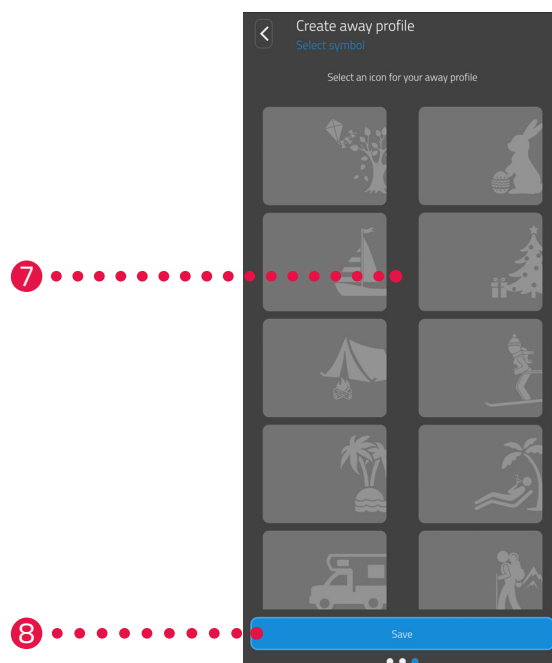 Create away profile
Select symbol
Select an icon for your away profile
7
8
Save